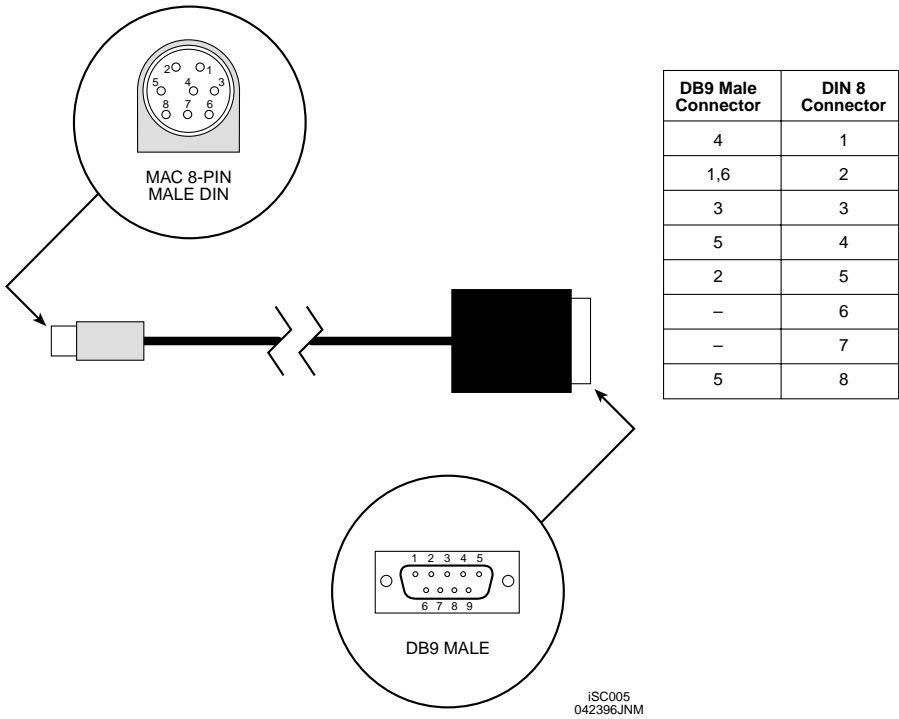 2 1
5 4 3
8 7 6
MAC 8-PIN
MALE DIN
DB9 Male Connector DIN 8 Connector
4 1
1,6 2
3 3
5 4
2 5
– 6
– 7
5 8
1 2 3 4 5
6 7 8 9
DB9 MALE
iSC005
042396JNM